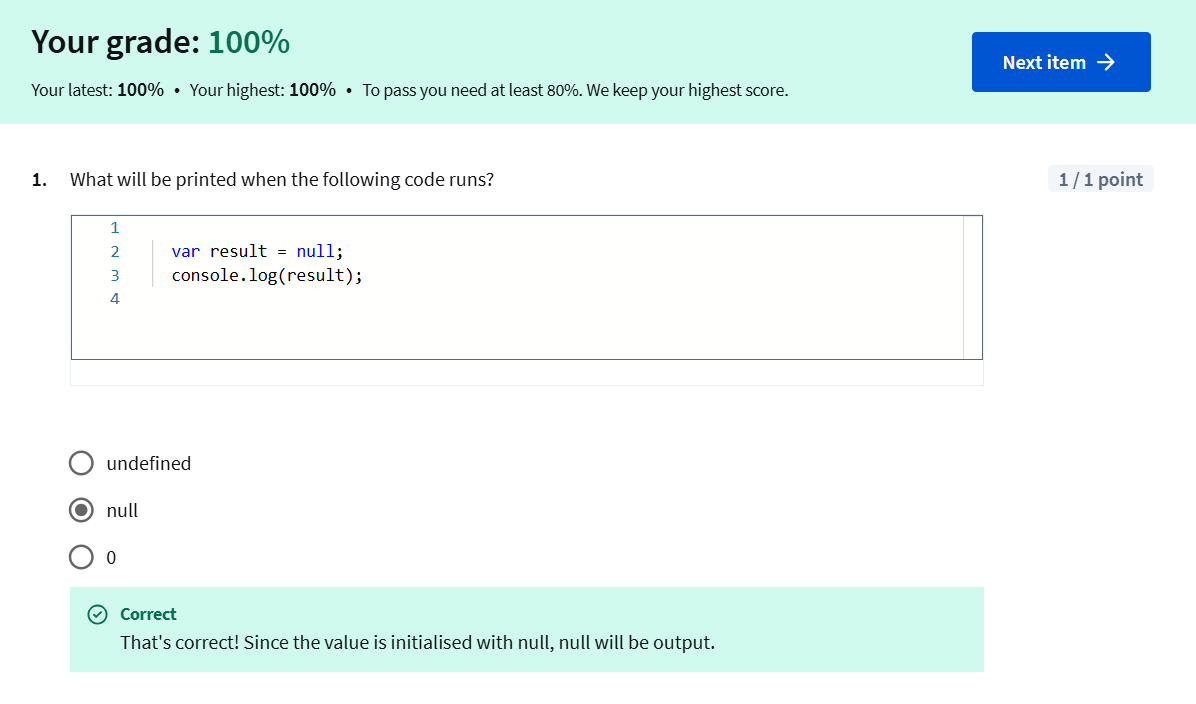 Your grade: 100%
Next item →
Your latest: 100% • Your highest: 100% • To pass you need at least 80%. We keep your highest score.
1. What will be printed when the following code runs?
1 / 1 point
1
2 var result = null;
3 console.log(result);
4
undefined
null
0
Correct
That's correct! Since the value is initialised with null, null will be output.